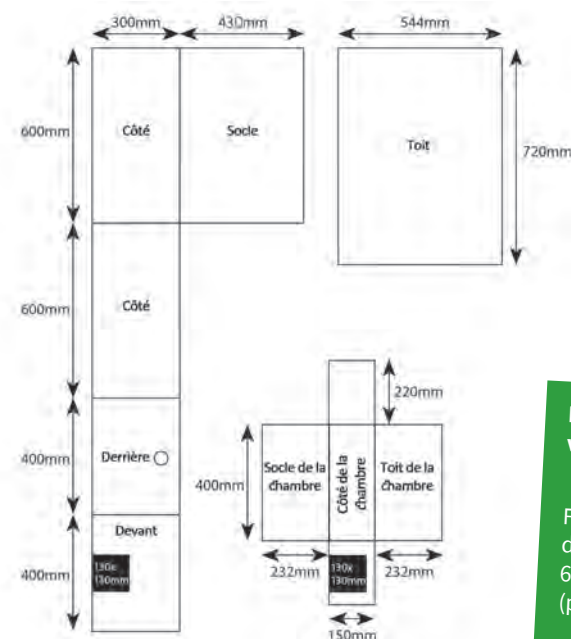 300mm
430mm
544mm
600mm
Côté
Socle
Toit
720mm
600mm
Côté
220mm
400mm
Derrière
400mm
Socle de la
chambre
Côté de la
chambre
Toit de la
chambre
Devant
400mm
130x
130mm
130x
130mm
232mm
232mm
150mm
6
(p